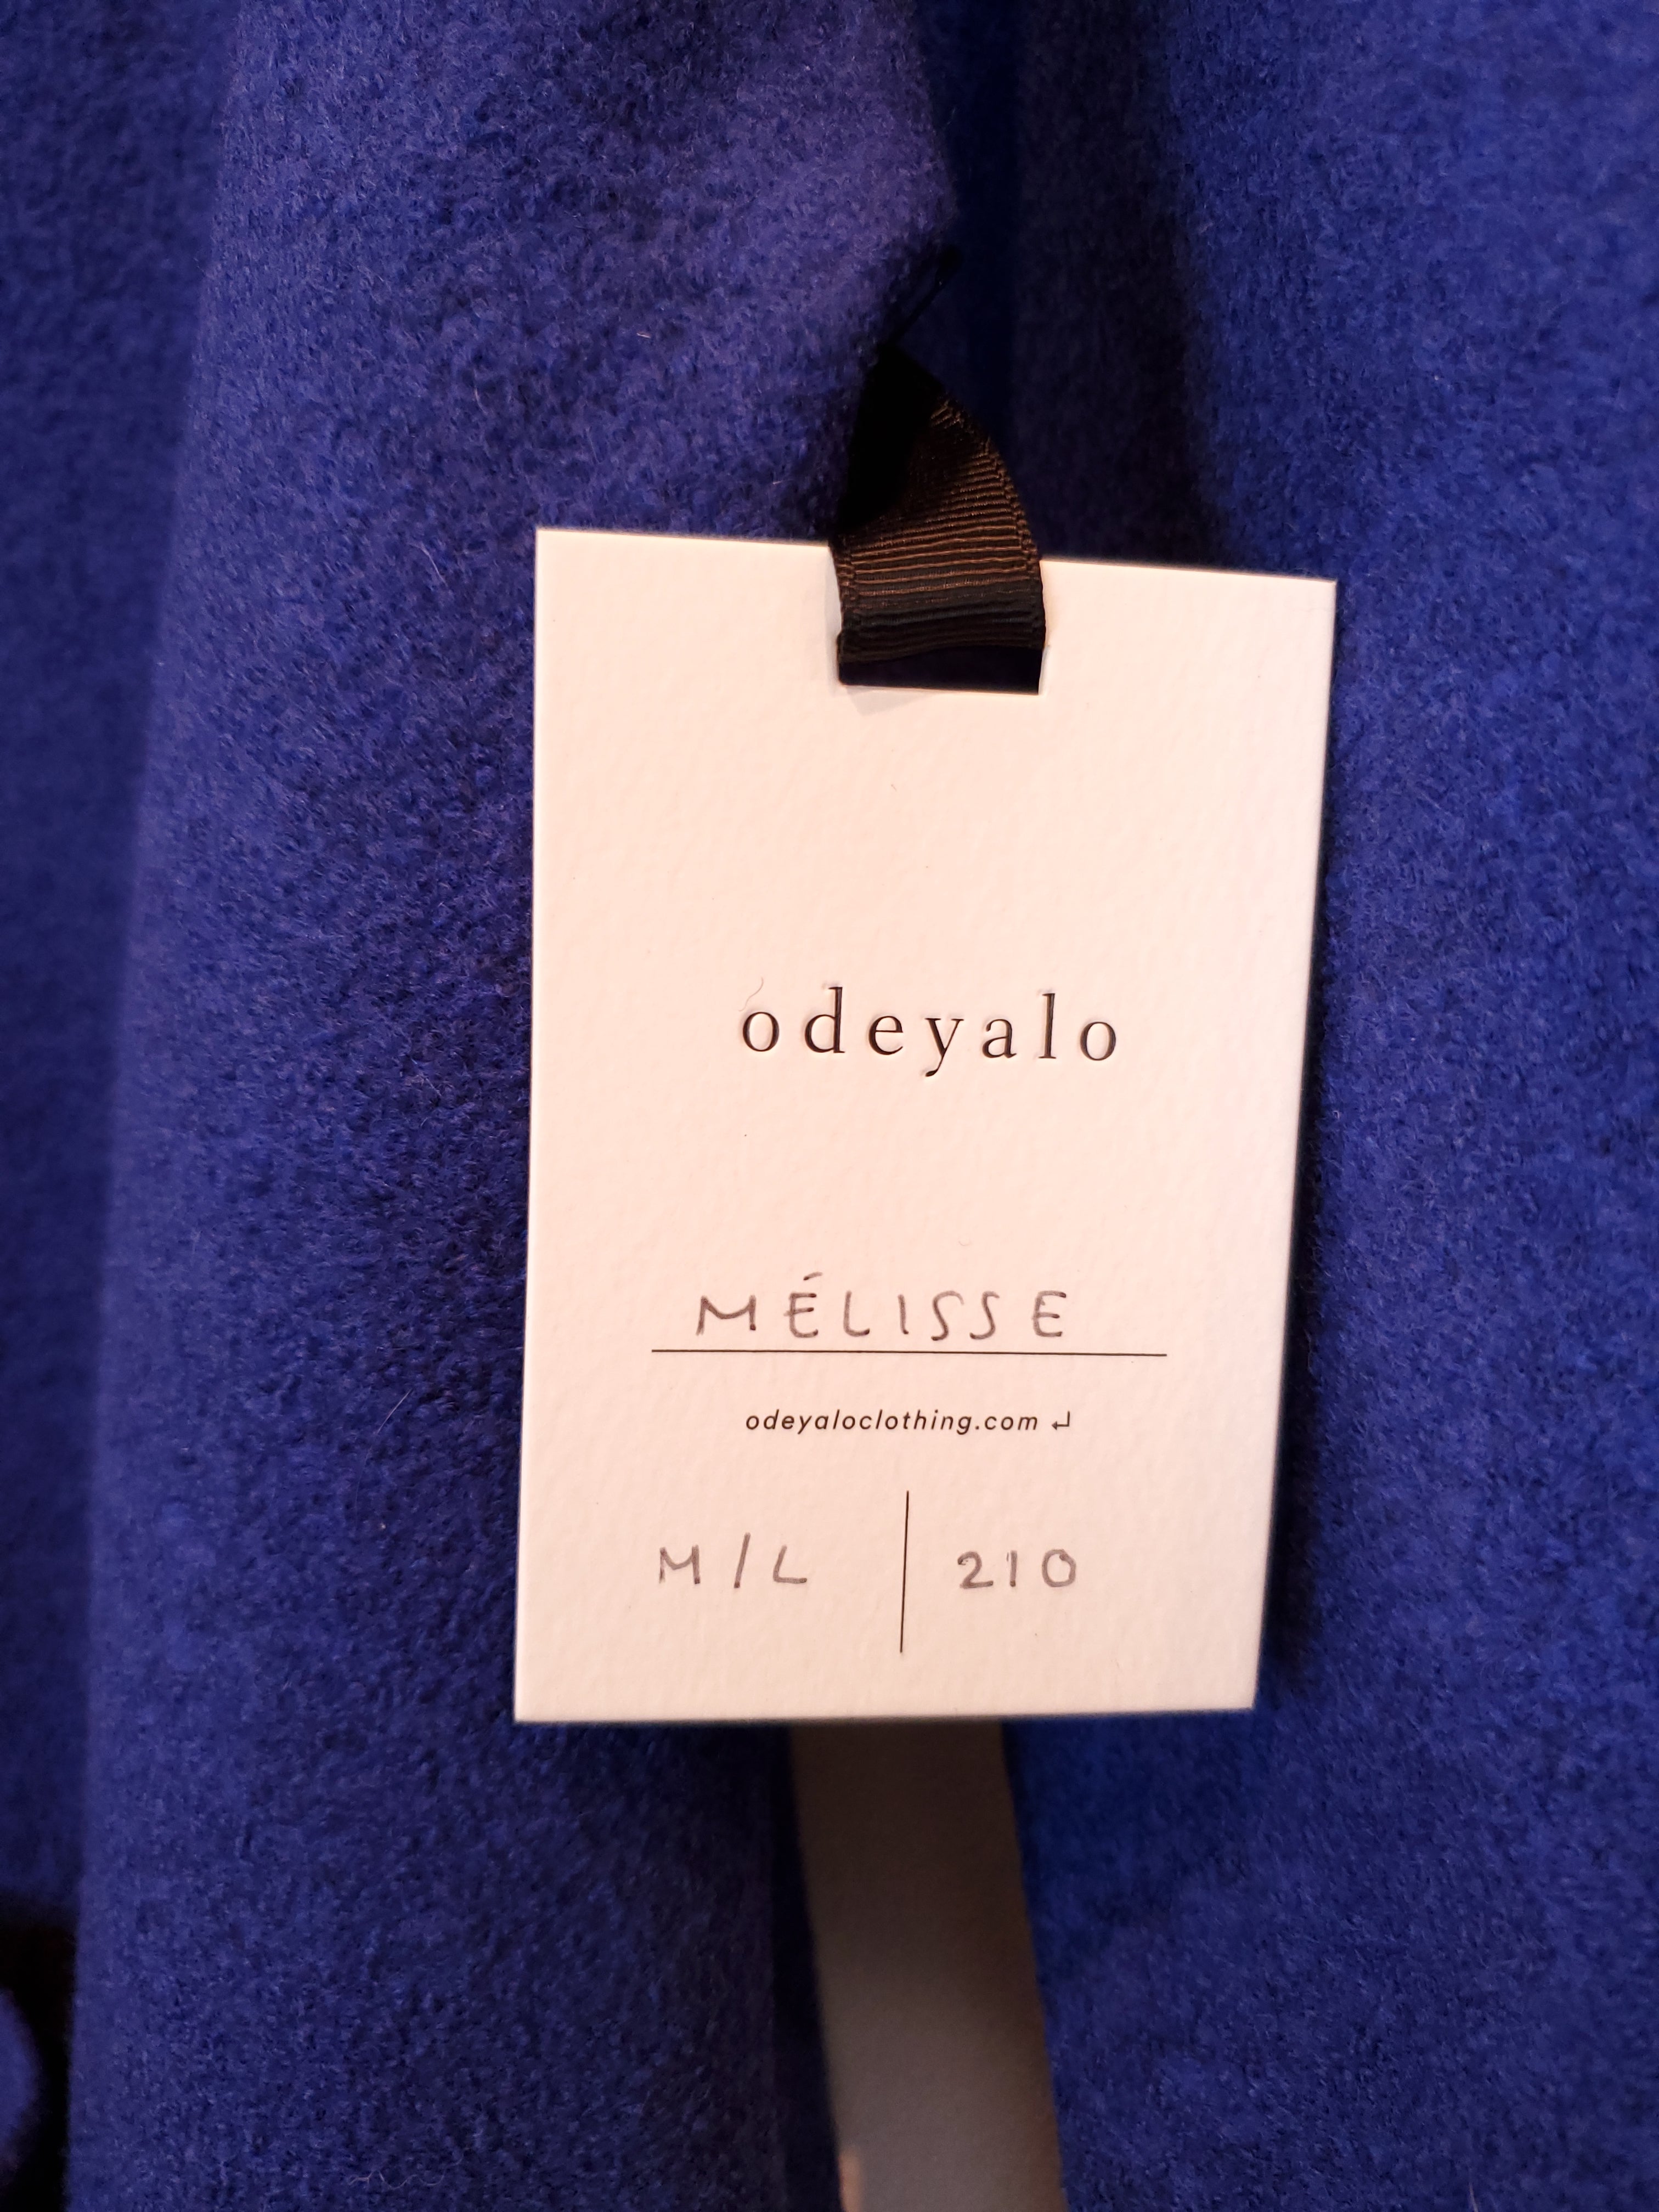 odeyalo
MÉLISSE
odeyaloclothing.com ↵
M/L | 210